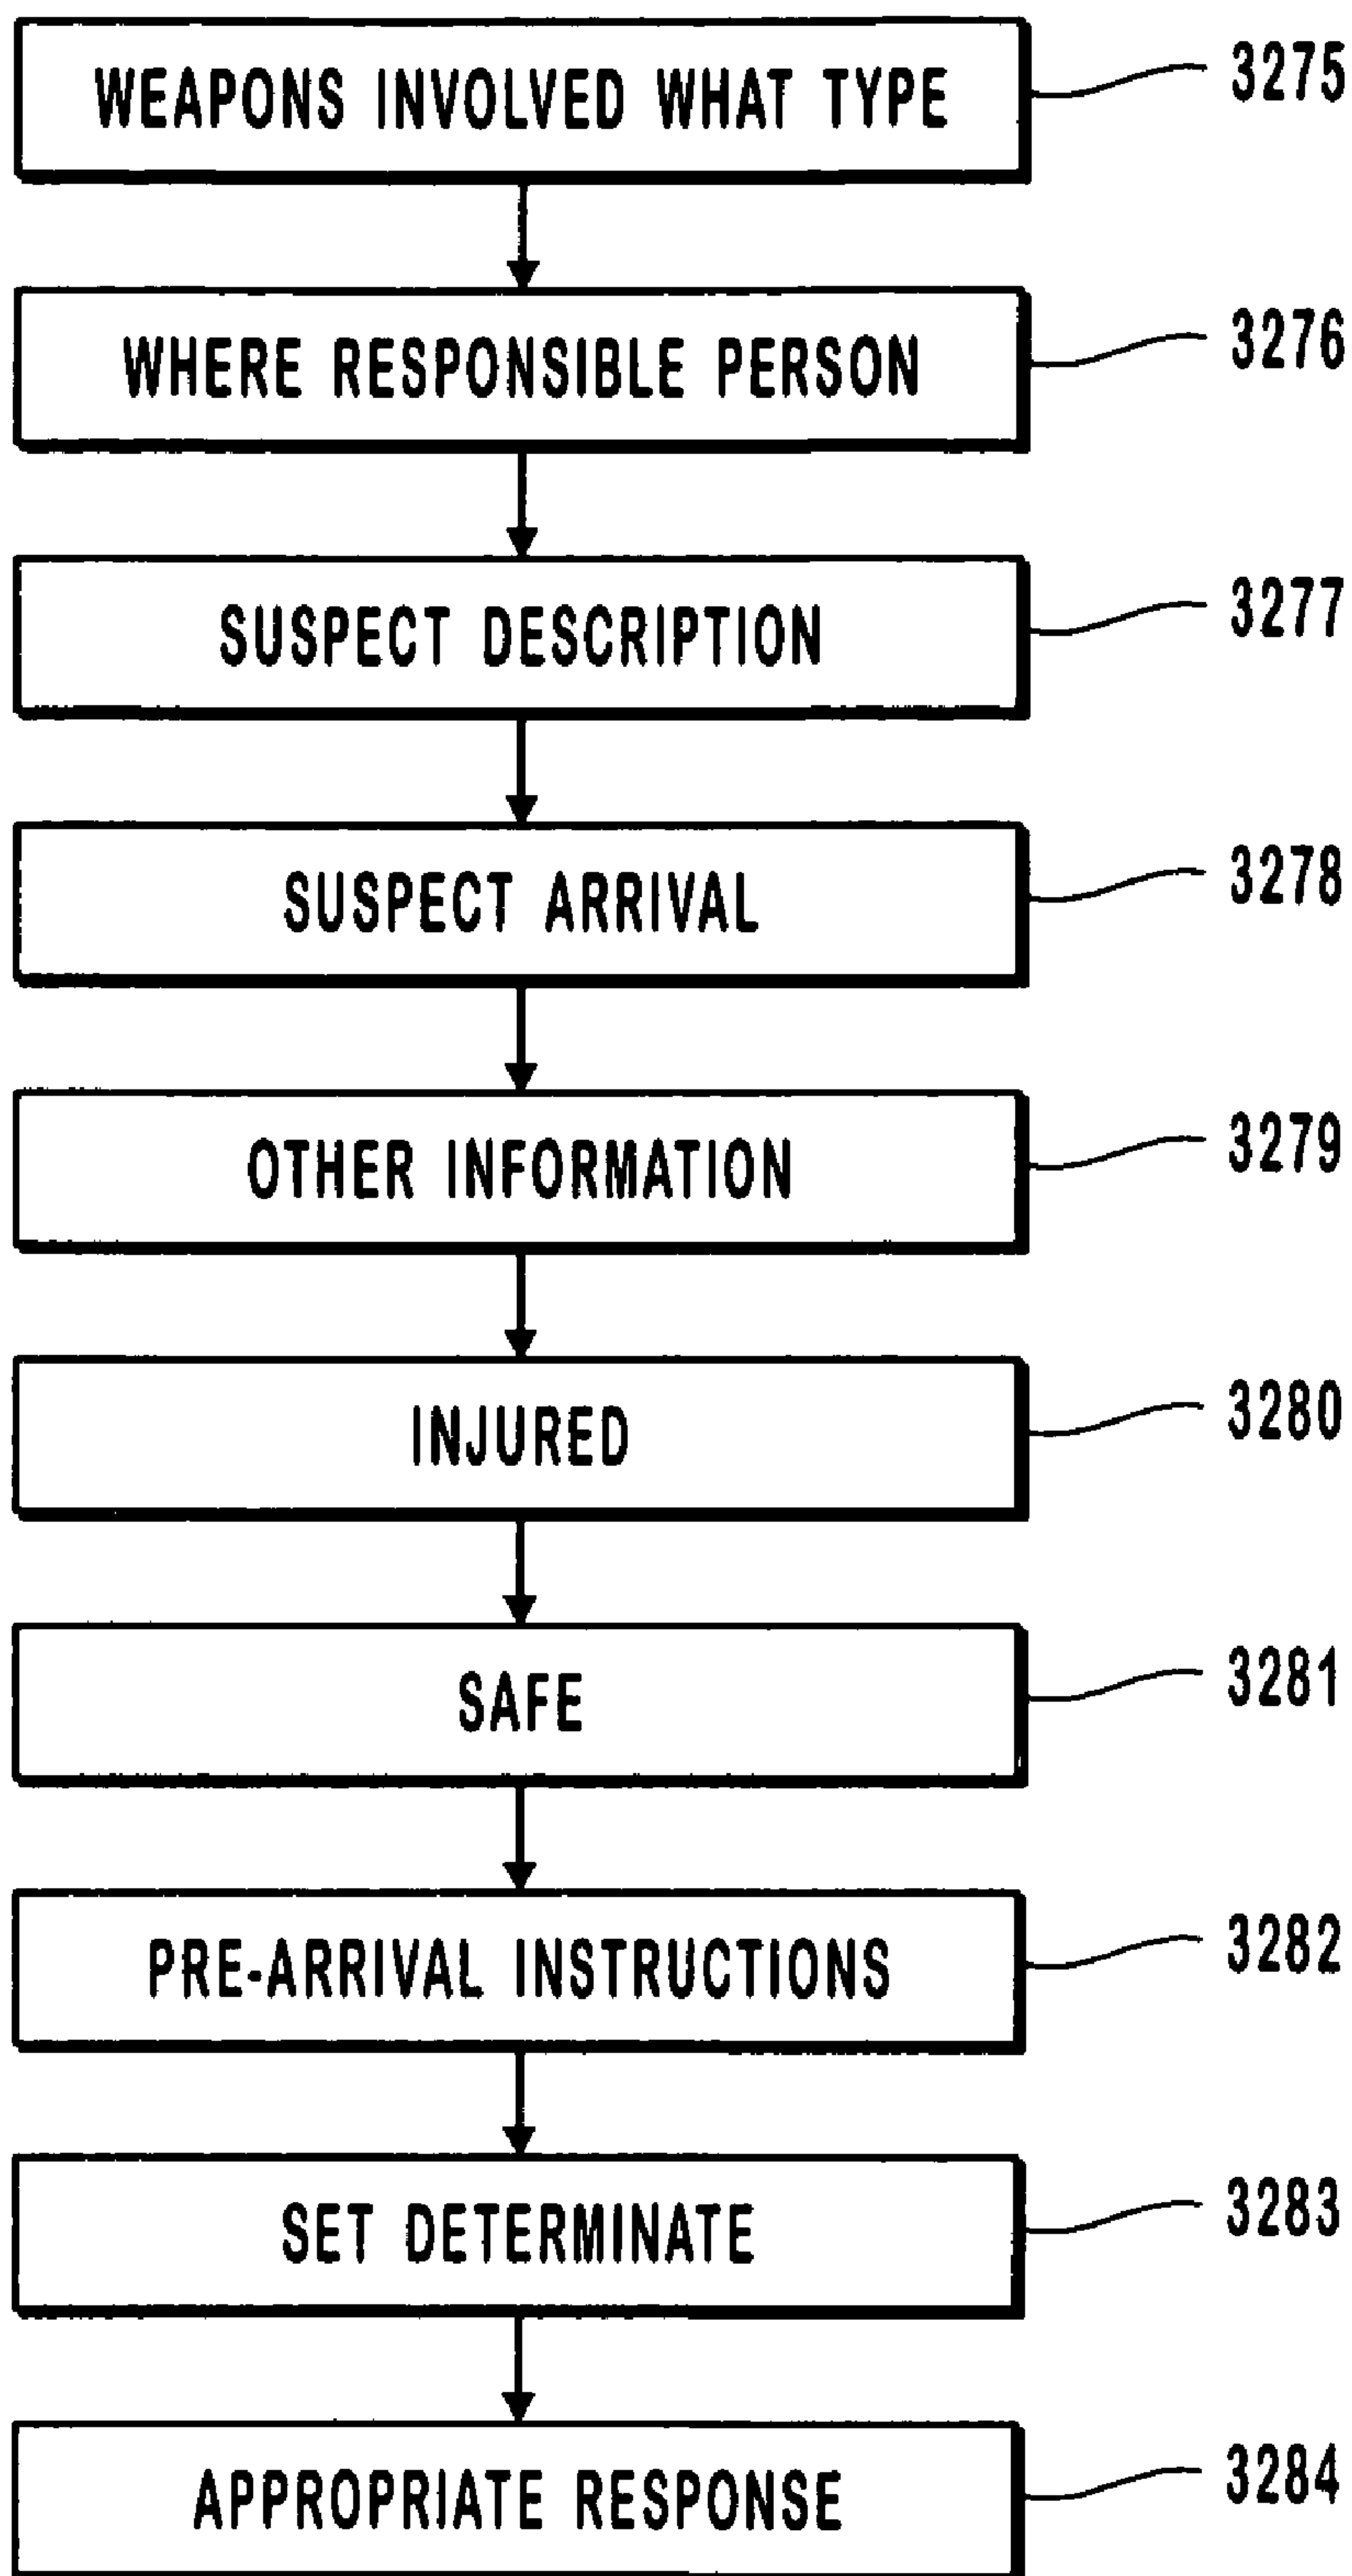 WEAPONS INVOLVED WHAT TYPE 3275
WHERE RESPONSIBLE PERSON 3276
SUSPECT DESCRIPTION 3277
SUSPECT ARRIVAL 3278
OTHER INFORMATION 3279
INJURED 3280
SAFE 3281
PRE-ARRIVAL INSTRUCTIONS 3282
SET DETERMINATE 3283
APPROPRIATE RESPONSE 3284